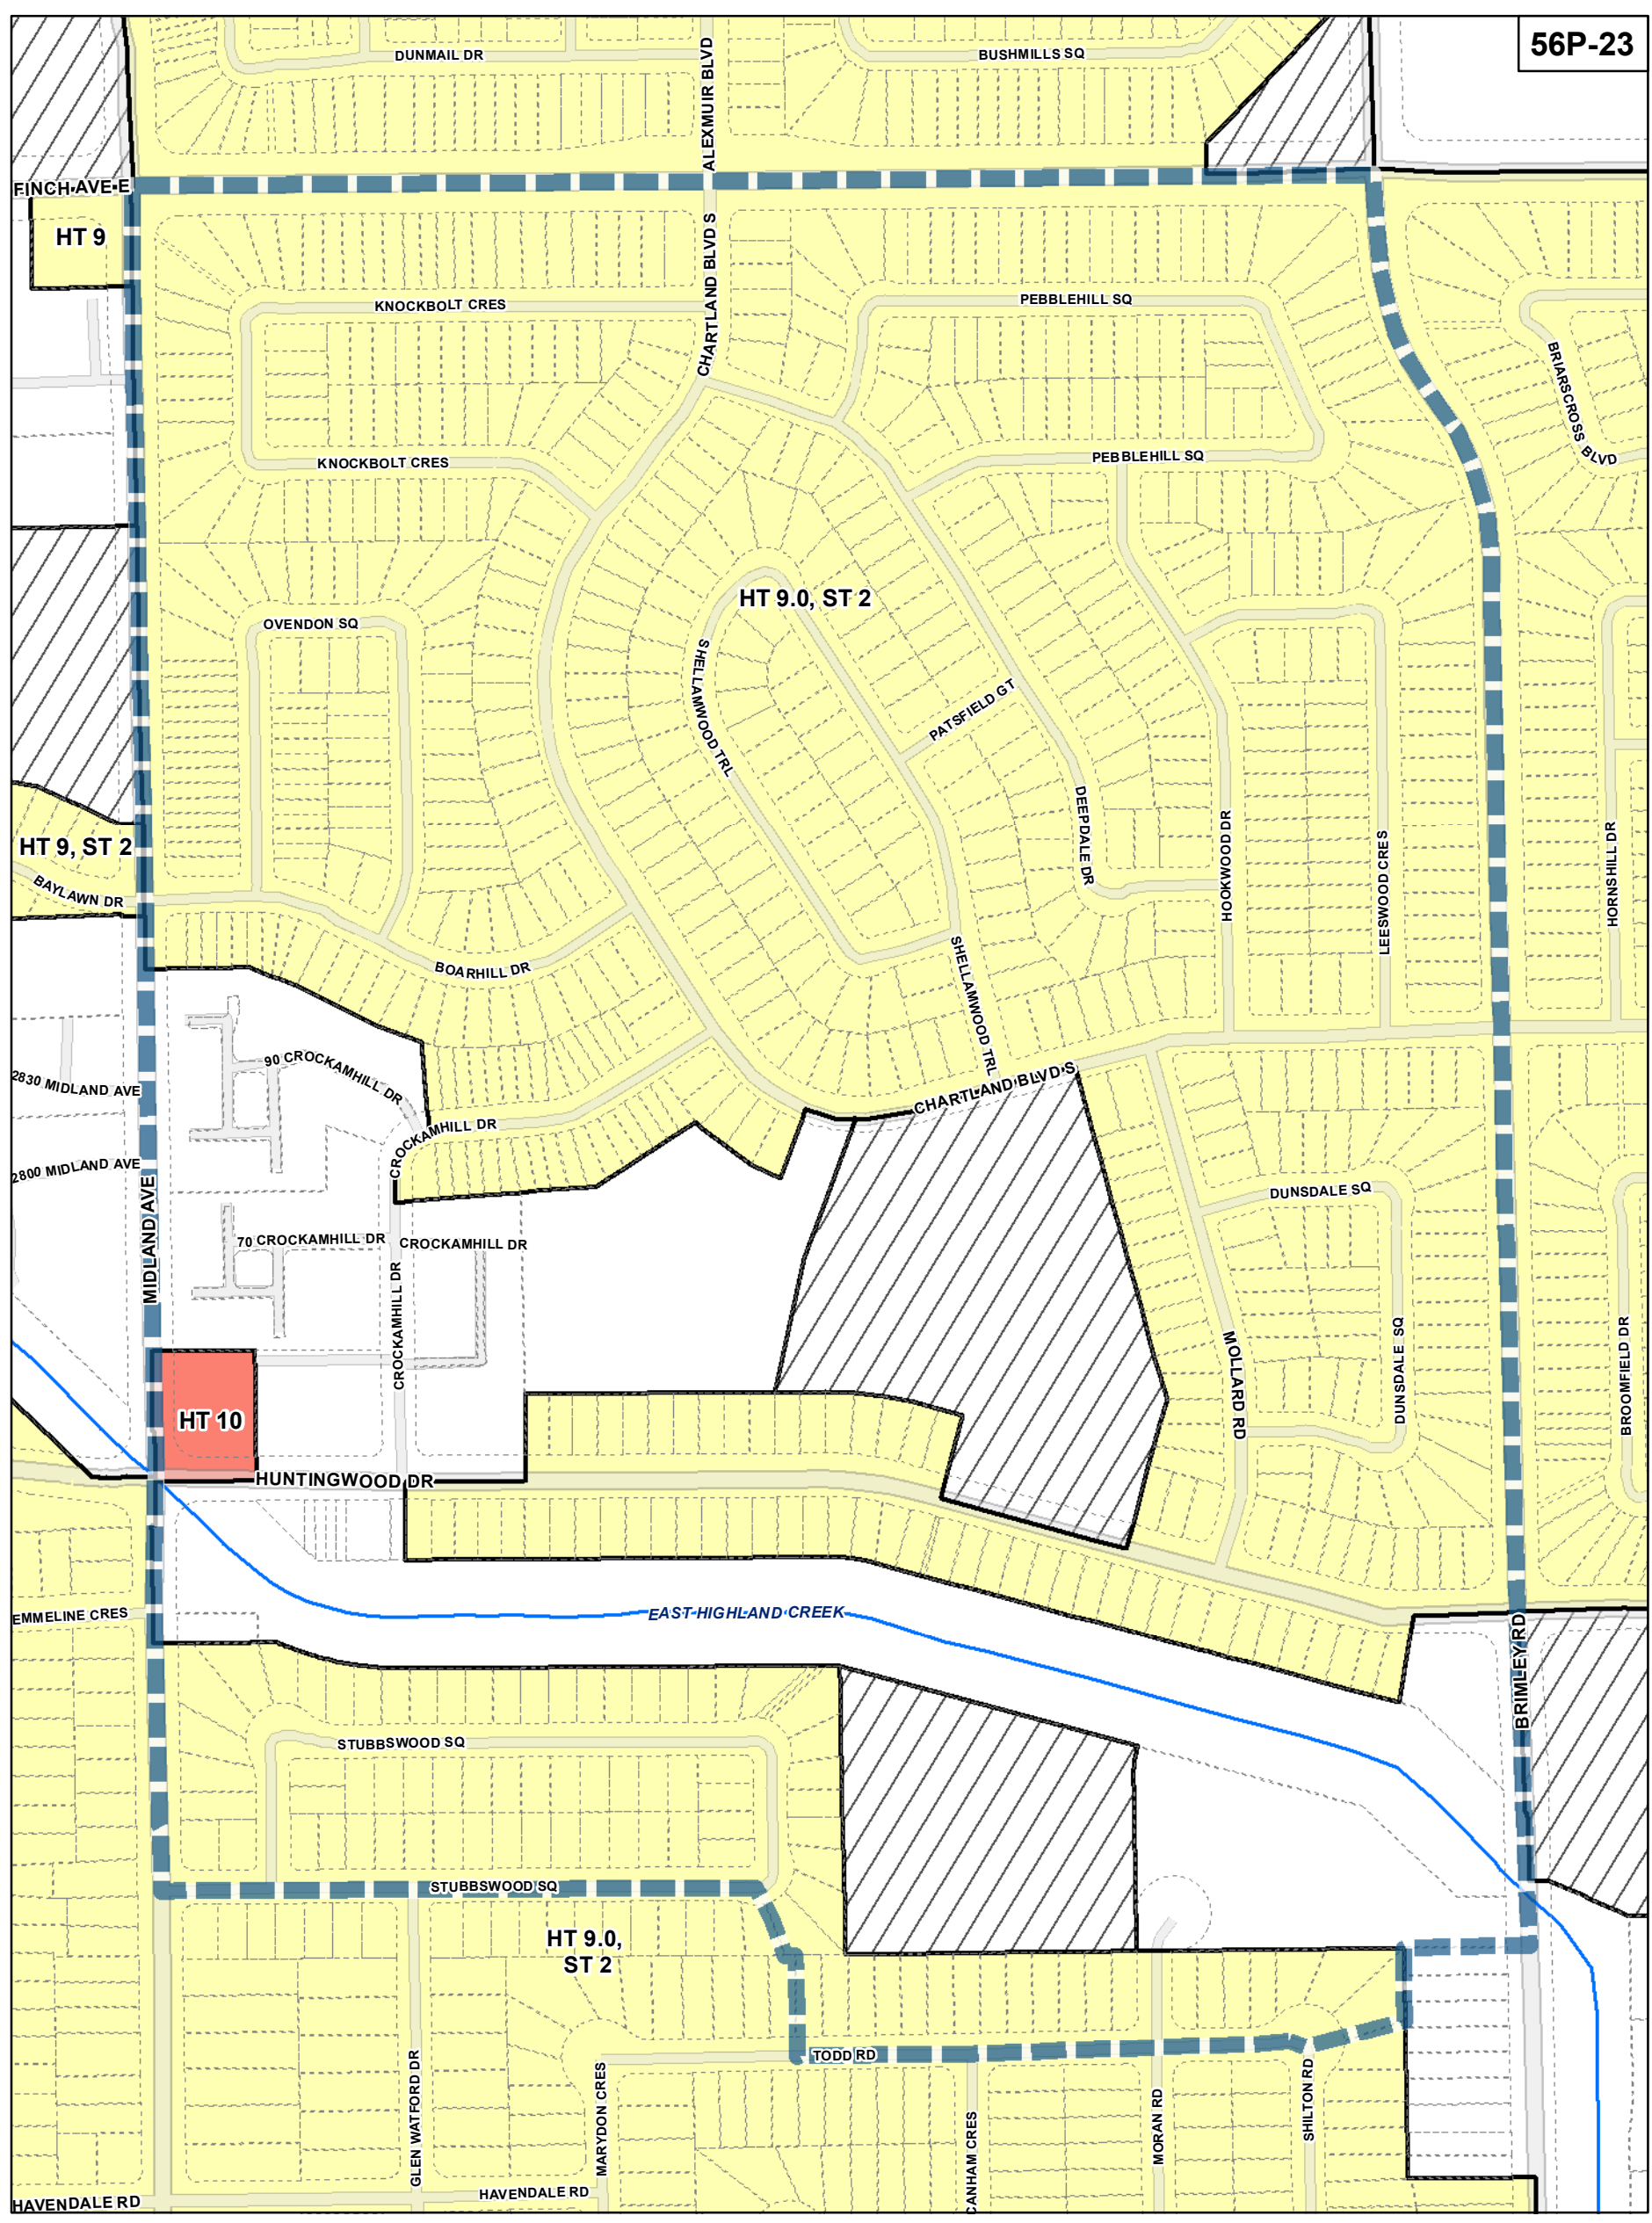 56P-23
DUNMAIL DR
ALEXMUIR BLVD
BUSHMILLS SQ
FINCH AVE E
HT 9
CHARTLAND BLVD S
KNOCKBOLT CRES
PEBBLEHILL SQ
BRIARSCROSS BLVD
KNOCKBOLT CRES
PEBBLEHILL SQ
HT 9.0, ST 2
OVENDON SQ
SHELLAMWOOD TRL
PATSFIELD GT
DEEPDALE DR
HOOKWOOD DR
LEESWOOD CRES
HORNSHILL DR
HT 9, ST 2
BAYLAWN DR
BOARHILL DR
SHELLAMWOOD TRL
90 CROCKAMHILL DR
2830 MIDLAND AVE
CHARTLAND BLVD S
CROCKAMHILL DR
2800 MIDLAND AVE
MIDLAND AVE
DUNSDALE SQ
70 CROCKAMHILL DR
CROCKAMHILL DR
CROCKAMHILL DR
MOLLARD RD
DUNSDALE SQ
BROOMFIELD DR
HT 10
HUNTINGWOOD DR
EMMELINE CRES
EAST HIGHLAND CREEK
BRIMLEY RD
STUBBSWOOD SQ
STUBBSWOOD SQ
HT 9.0,
ST 2
TODD RD
GLEN WATFORD DR
MARYDON CRES
CANHAM CRES
MORAN RD
SHILTON RD
HAVENDALE RD
HAVENDALE RD